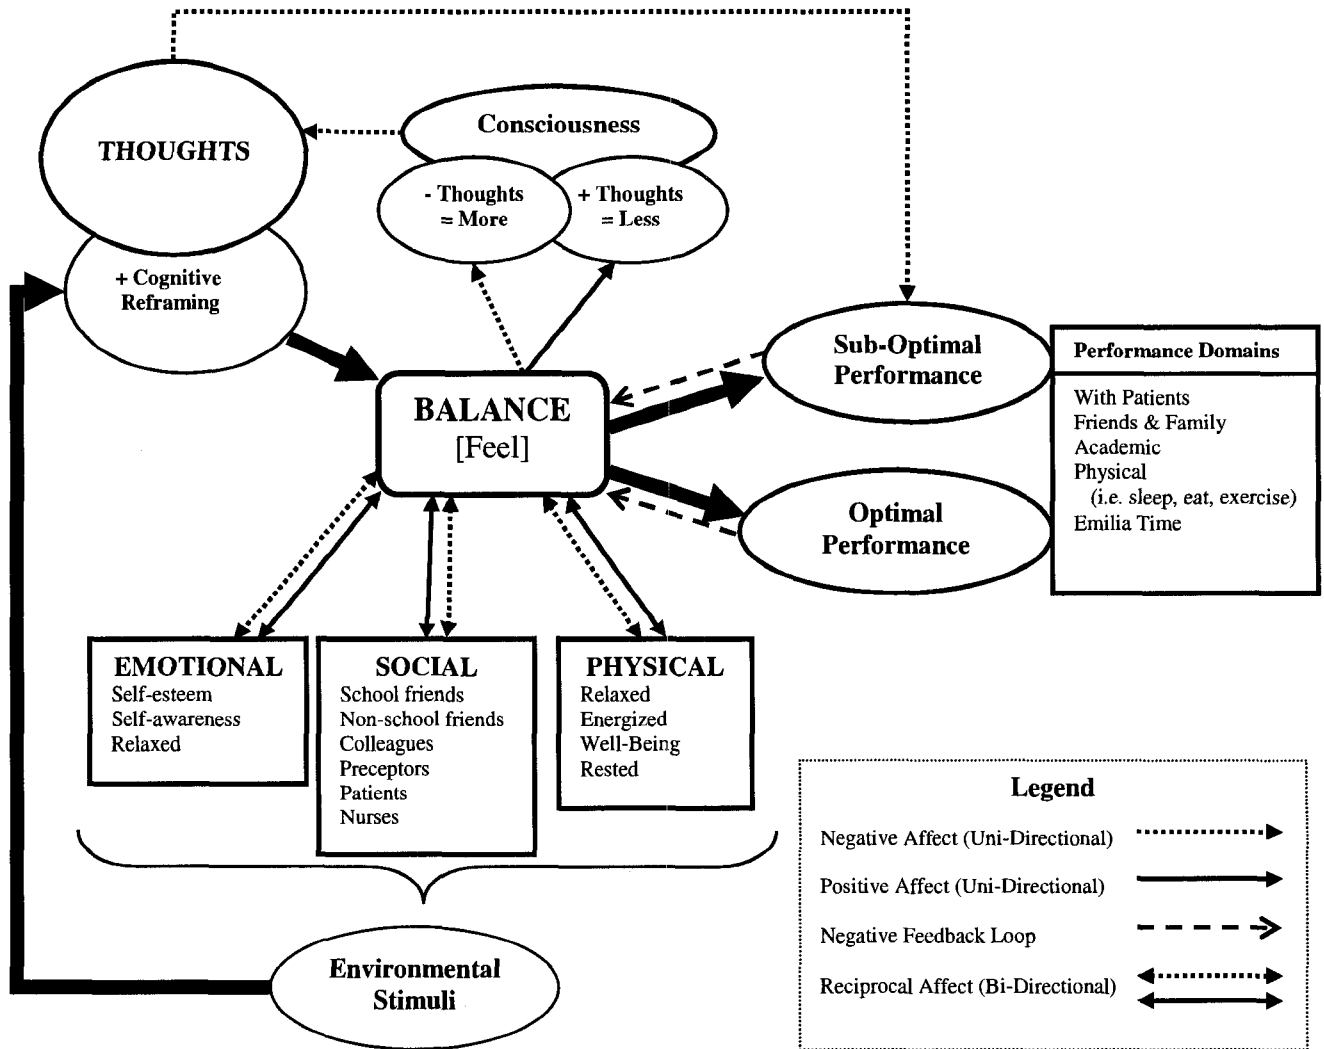 THOUGHTS
+ Cognitive
Reframing
Consciousness
- Thoughts
= More
+ Thoughts
= Less
BALANCE
[Feel]
Sub-Optimal
Performance
Optimal
Performance
Performance Domains
With Patients
Friends & Family
Academic
Physical
(i.e. sleep, eat, exercise)
Emilia Time
EMOTIONAL
Self-esteem
Self-awareness
Relaxed
SOCIAL
School friends
Non-school friends
Colleagues
Preceptors
Patients
Nurses
PHYSICAL
Relaxed
Energized
Well-Being
Rested
Environmental
Stimuli
Legend
Negative Affect (Uni-Directional)
Positive Affect (Uni-Directional)
Negative Feedback Loop
Reciprocal Affect (Bi-Directional)